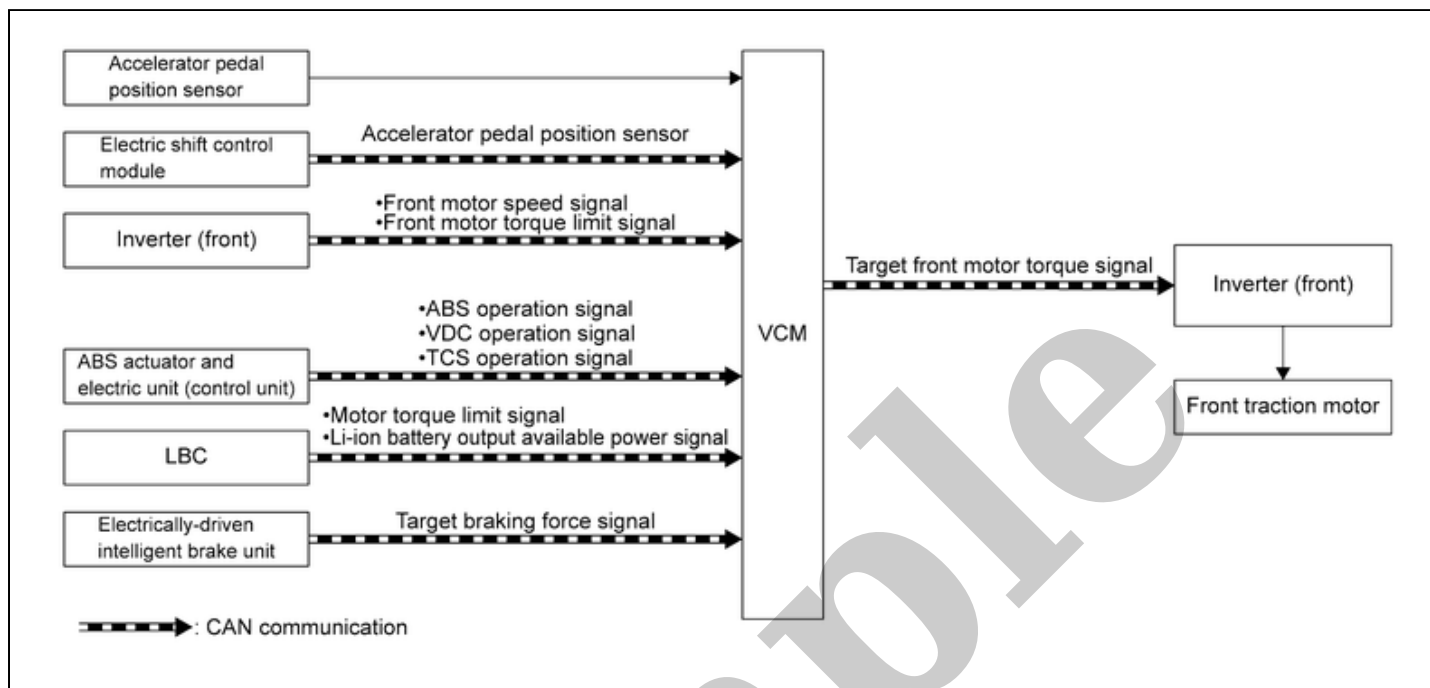 Accelerator pedal
position sensor
Electric shift control
module
Accelerator pedal position sensor
Inverter (front)
•Front motor speed signal
•Front motor torque limit signal
ABS actuator and
electric unit (control unit)
•ABS operation signal
•VDC operation signal
•TCS operation signal
LBC
•Motor torque limit signal
•Li-ion battery output available power signal
Electrically-driven
intelligent brake unit
Target braking force signal
VCM
Target front motor torque signal
Inverter (front)
Front traction motor
: CAN communication
ple